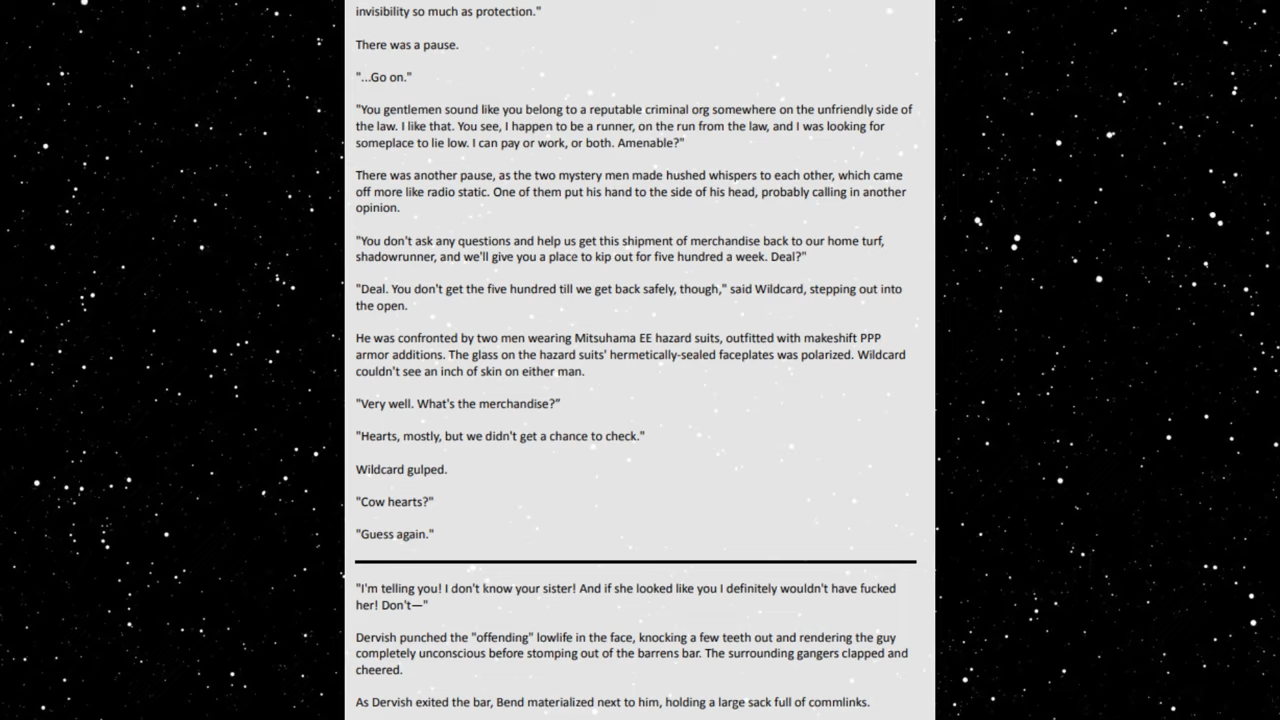 invisibility so much as protection."
There was a pause.
"...Go on."
"You gentlemen sound like you belong to a reputable criminal org somewhere on the unfriendly side of
the law. I like that. You see, I happen to be a runner, on the run from the law, and I was looking for
someplace to lie low. I can pay or work, or both. Amenable?"
There was another pause, as the two mystery men made hushed whispers to each other, which came
off more like radio static. One of them put his hand to the side of his head, probably calling in another
opinion.
"You don't ask any questions and help us get this shipment of merchandise back to our home turf,
shadowrunner, and we'll give you a place to kip out for five hundred a week. Deal?"
"Deal. You don't get the five hundred till we get back safely, though," said Wildcard, stepping out into
the open.
He was confronted by two men wearing Mitsuhama EE hazard suits, outfitted with makeshift PPP
armor additions. The glass on the hazard suits' hermetically-sealed faceplates was polarized. Wildcard
couldn't see an inch of skin on either man.
"Very well. What's the merchandise?"
"Hearts, mostly, but we didn't get a chance to check."
Wildcard gulped.
"Cow hearts?"
"Guess again."
"I'm telling you! I don't know your sister! And if she looked like you I definitely wouldn't have fucked
her! Don't—"
Dervish punched the "offending" lowlife in the face, knocking a few teeth out and rendering the guy
completely unconscious before stomping out of the barrens bar. The surrounding gangers clapped and
cheered.
As Dervish exited the bar, Bend materialized next to him, holding a large sack full of commlinks.